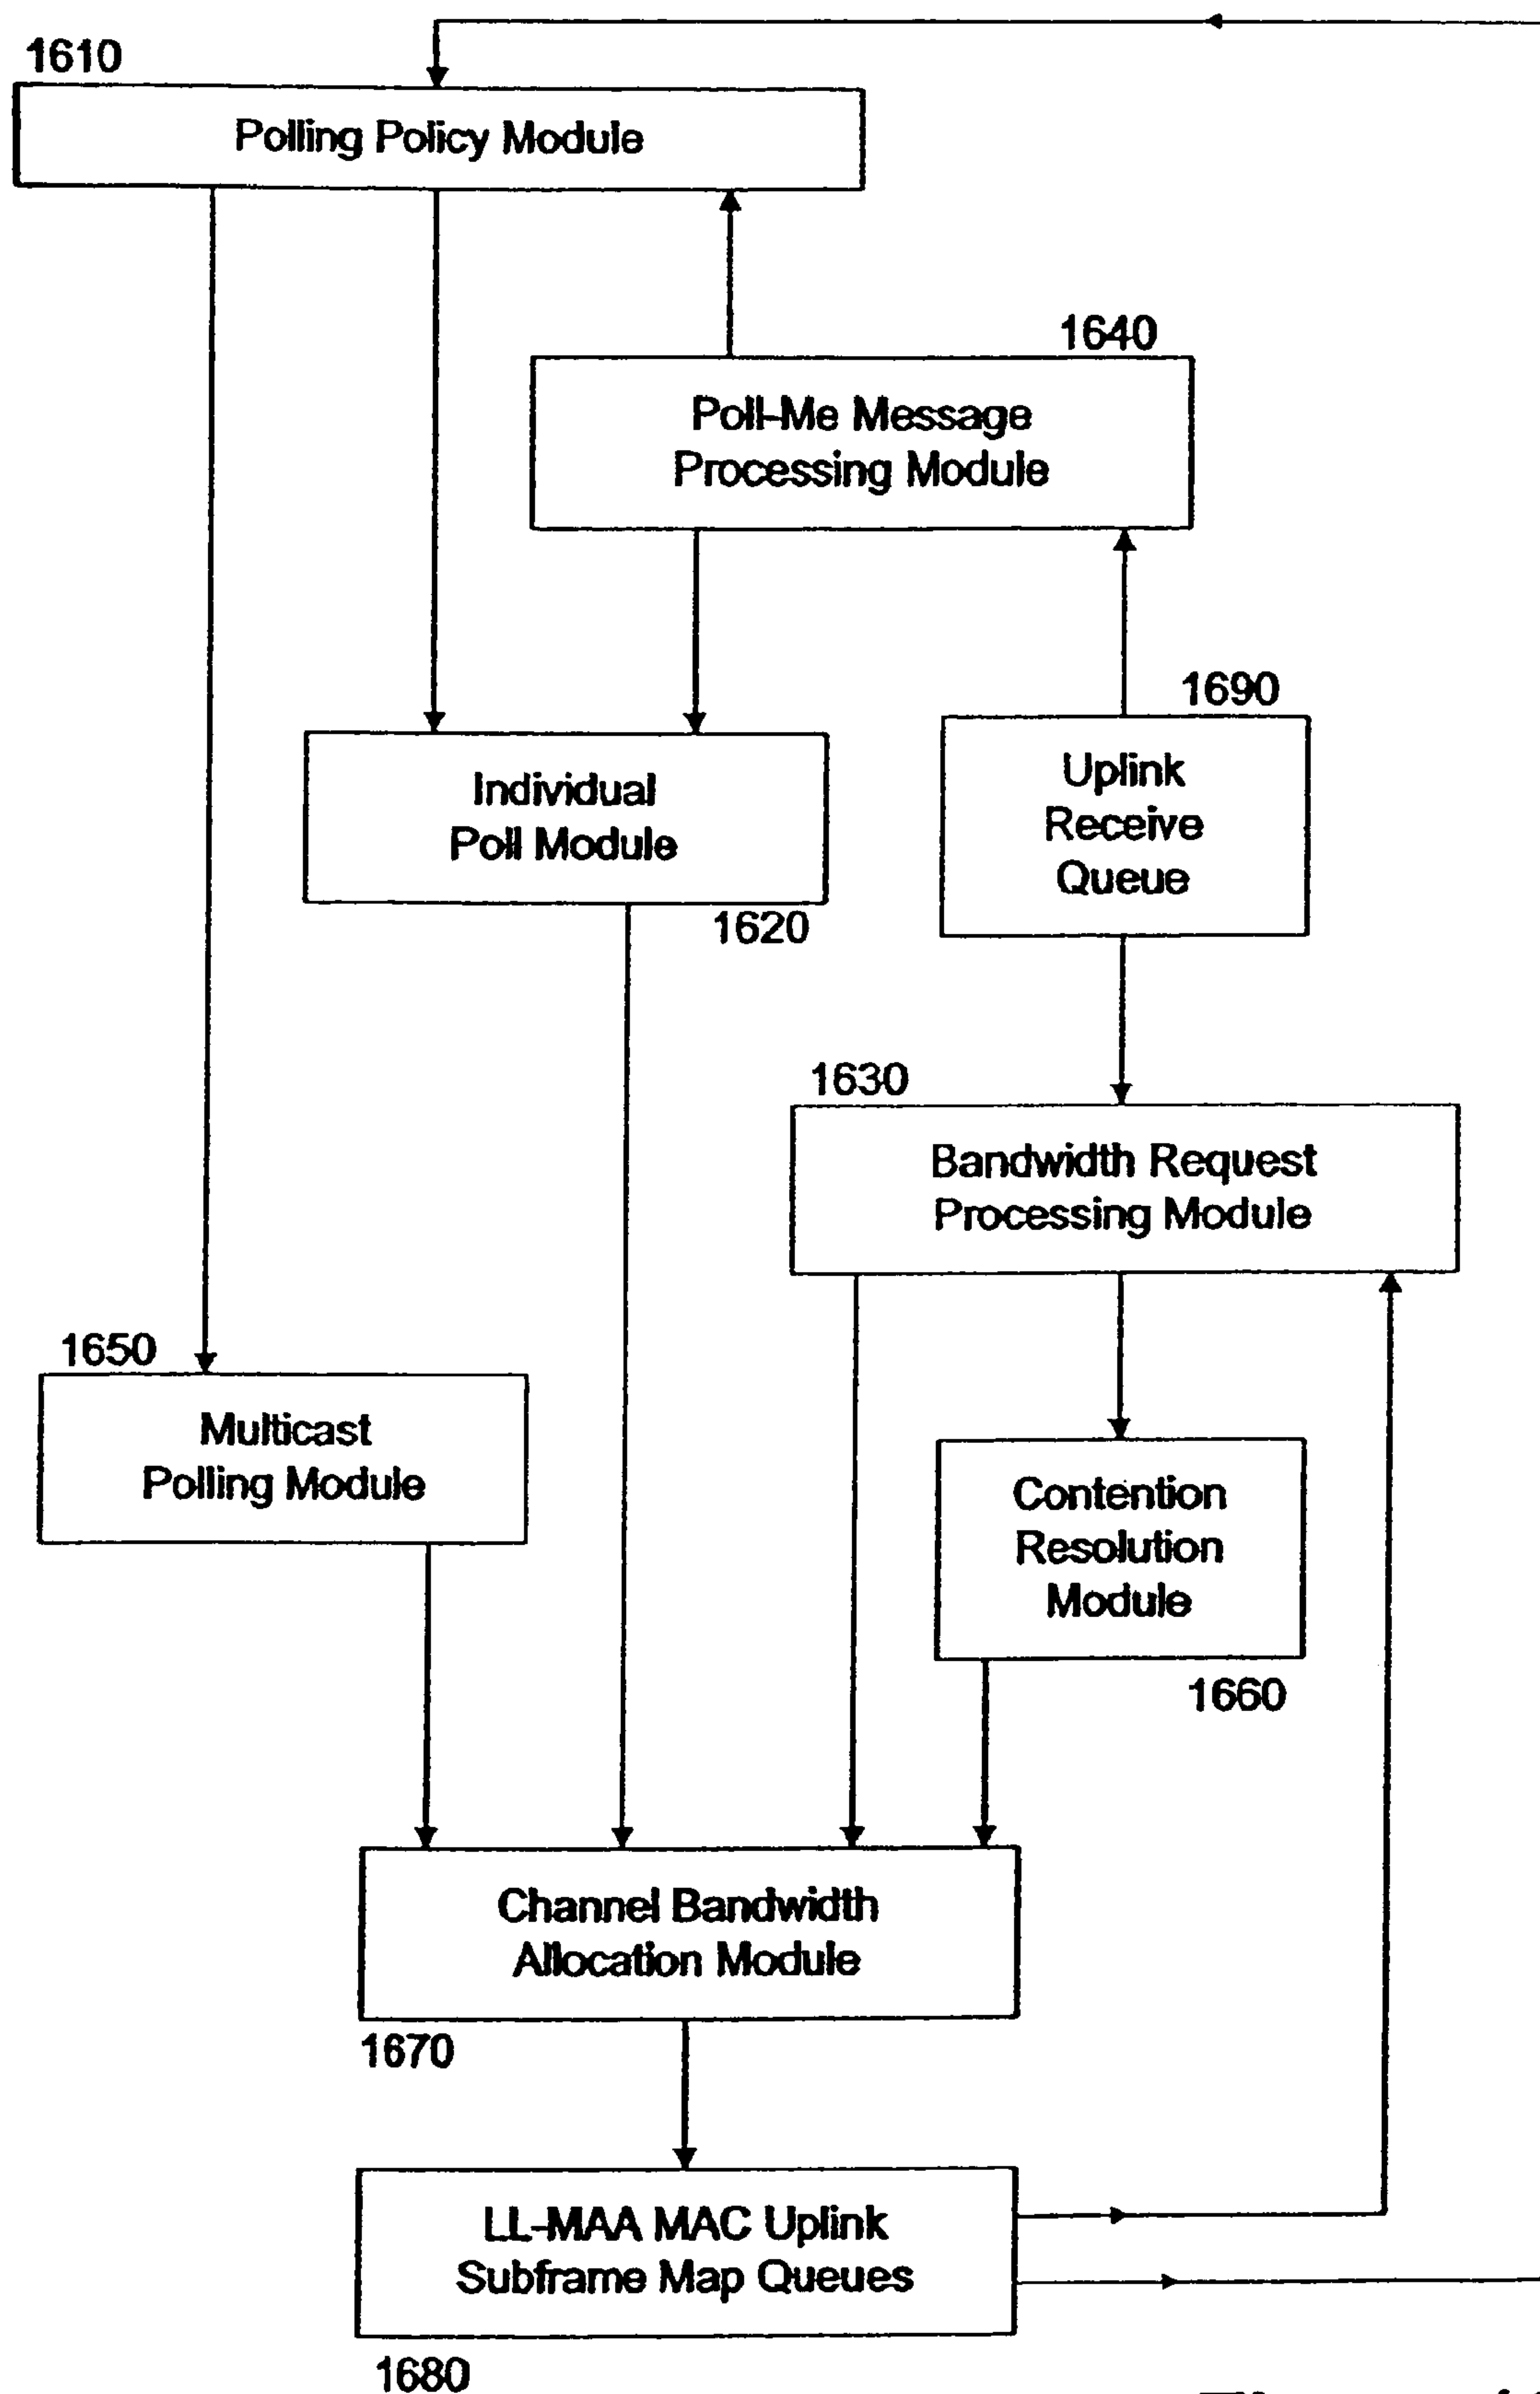 1610
Polling Policy Module
1640
Poll-Me Message
Processing Module
1690
Uplink
Receive
Queue
Individual
Poll Module
1620
1630
Bandwidth Request
Processing Module
1650
Multicast
Polling Module
Contention
Resolution
Module
1660
Channel Bandwidth
Allocation Module
1670
LL-MAA MAC Uplink
Subframe Map Queues
1680